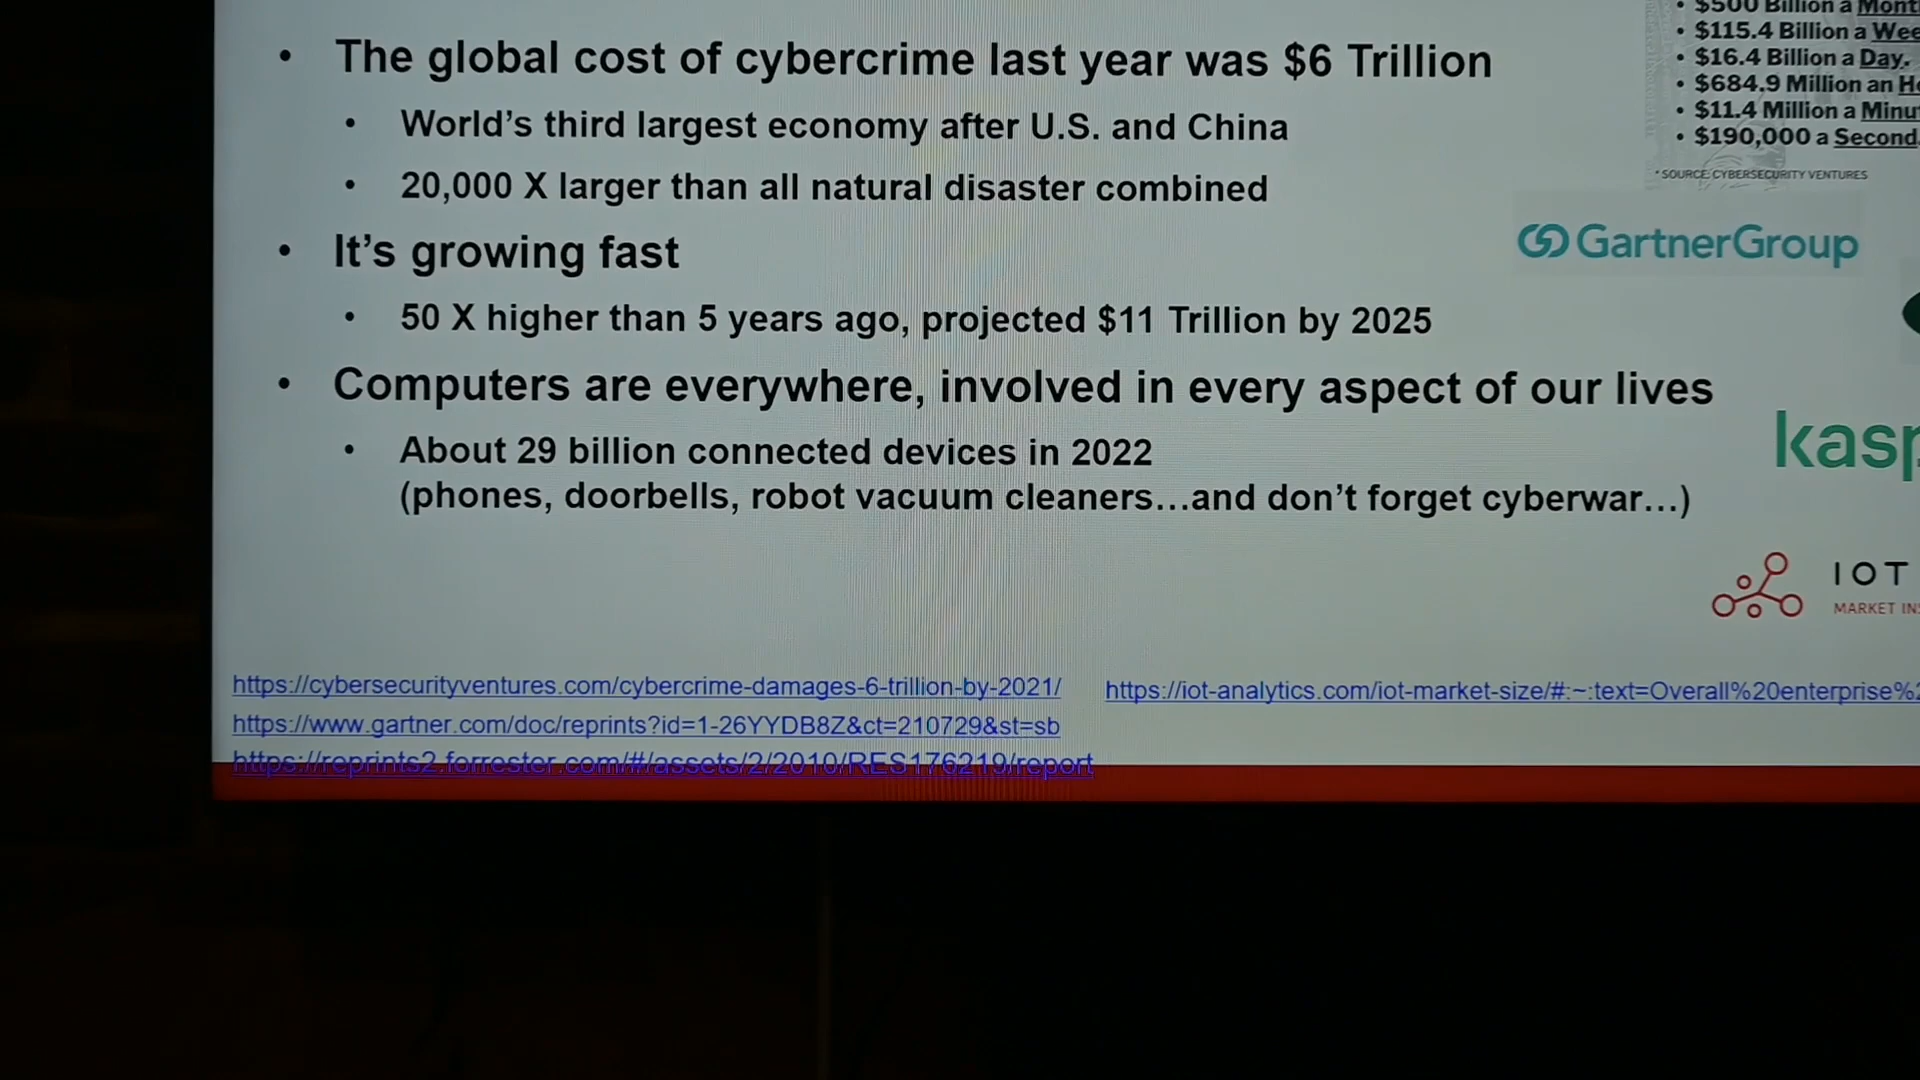 • The global cost of cybercrime last year was $6 Trillion
• World’s third largest economy after U.S. and China
• 20,000 X larger than all natural disaster combined
• It’s growing fast
• 50 X higher than 5 years ago, projected $11 Trillion by 2025
• Computers are everywhere, involved in every aspect of our lives
• About 29 billion connected devices in 2022
(phones, doorbells, robot vacuum cleaners…and don’t forget cyberwar…)
• $500 Billion a
• $115.4 Billion a
• $16.4 Billion a Day.
• $684.9 Million an
• $11.4 Million a
• $190,000 a Second
* SOURCE: CYBERSECURITY VENTURES
GartnerGroup
kasp
IOT
MARKET
https://cybersecurityventures.com/cybercrime-damages-6-trillion-by-2021/
https://www.gartner.com/doc/reprints?id=1-26YYDB8Z&ct=210729&st=sb
https://reprints2.forrester.com/#/assets/2/2010/RES176219/report
https://iot-analytics.com/iot-market-size/#:~:text=Overall%20enterprise%2